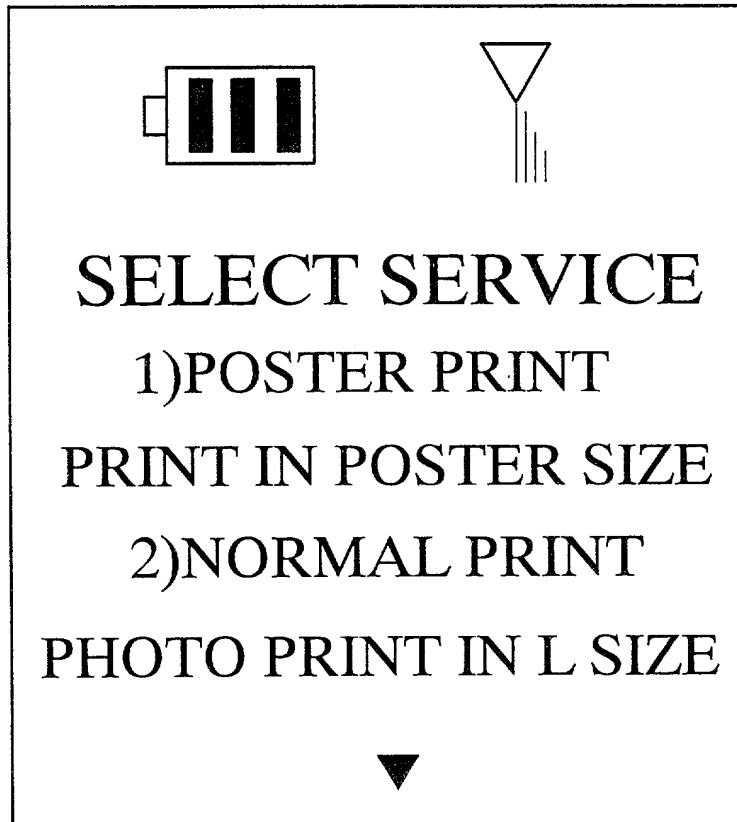 SELECT SERVICE
1)POSTER PRINT
PRINT IN POSTER SIZE
2)NORMAL PRINT
PHOTO PRINT IN L SIZE